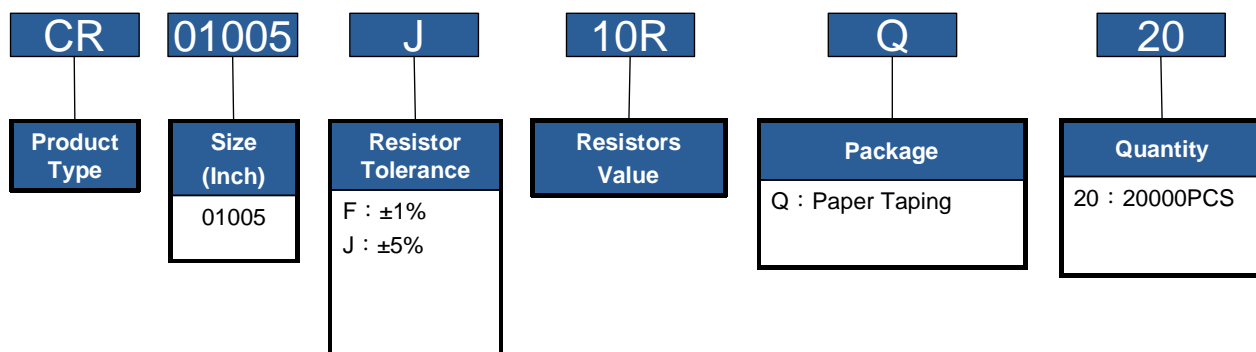 CR 01005 J 10R Q 20
Product
Type
Size
(Inch)
01005
Resistor
Tolerance
F：±1%
J：±5%
Resistors
Value
Package
Q：Paper Taping
Quantity
20：20000PCS